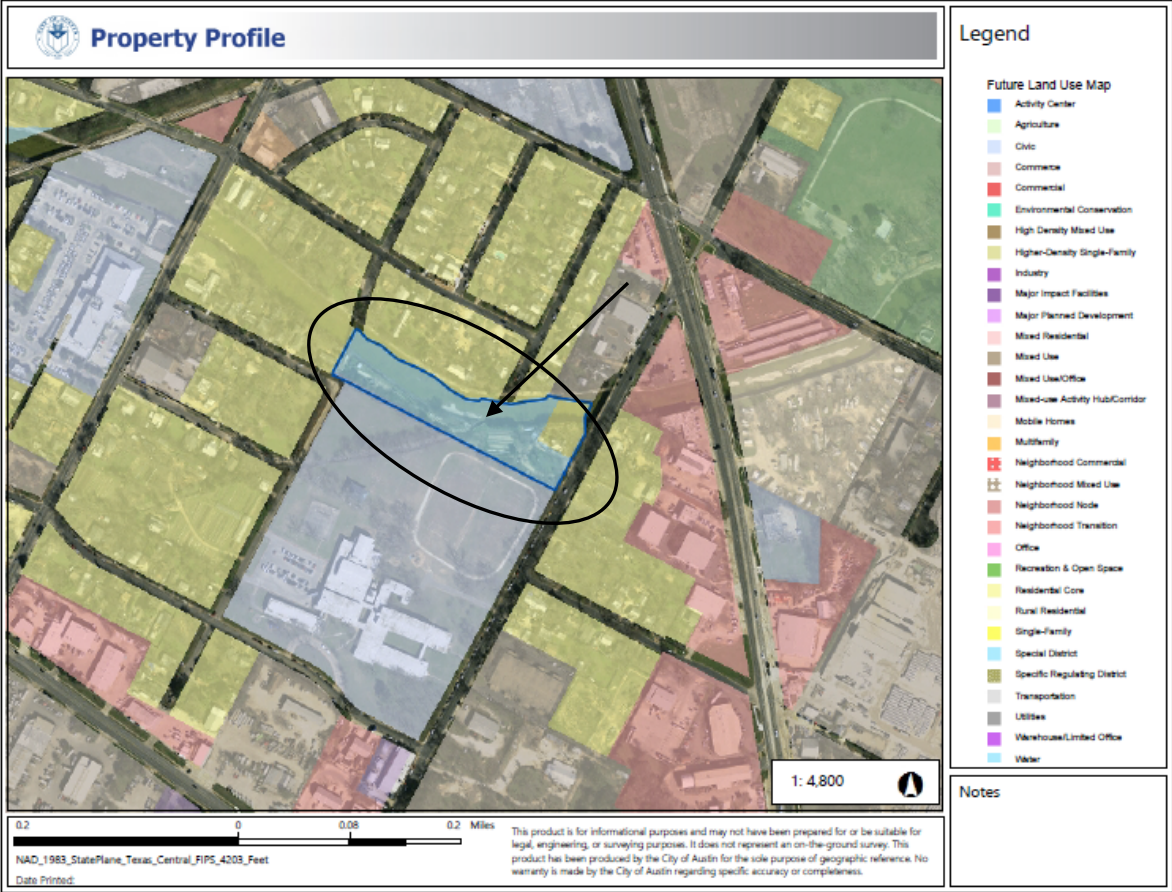 Property Profile
Legend
Future Land Use Map
Activity Center
Agriculture
Civic
Commerce
Commercial
Environmental Conservation
High Density Mixed Use
Higher-Density Single-Family
Industry
Major Impact Facilities
Major Planned Development
Mixed Residential
Mixed Use
Mixed Use/Office
Mixed-use Activity Hub/Corridor
Mobile Homes
Multifamily
Neighborhood Commercial
Neighborhood Mixed Use
Neighborhood Node
Neighborhood Transition
Office
Recreation & Open Space
Residential Core
Rural Residential
Single-Family
Special District
Specific Regulating District
Transportation
Utilities
Warehouse/Limited Office
Water
1: 4,800
Notes
0.2 0 0.08 0.2 Miles
NAD_1983_StatePlane_Texas_Central_FIPS_4203_Feet
Date Printed:
This product is for informational purposes and may not have been prepared for or be suitable for
legal, engineering, or surveying purposes. It does not represent an on-the-ground survey. This
product has been produced by the City of Austin for the sole purpose of geographic reference. No
warranty is made by the City of Austin regarding specific accuracy or completeness.